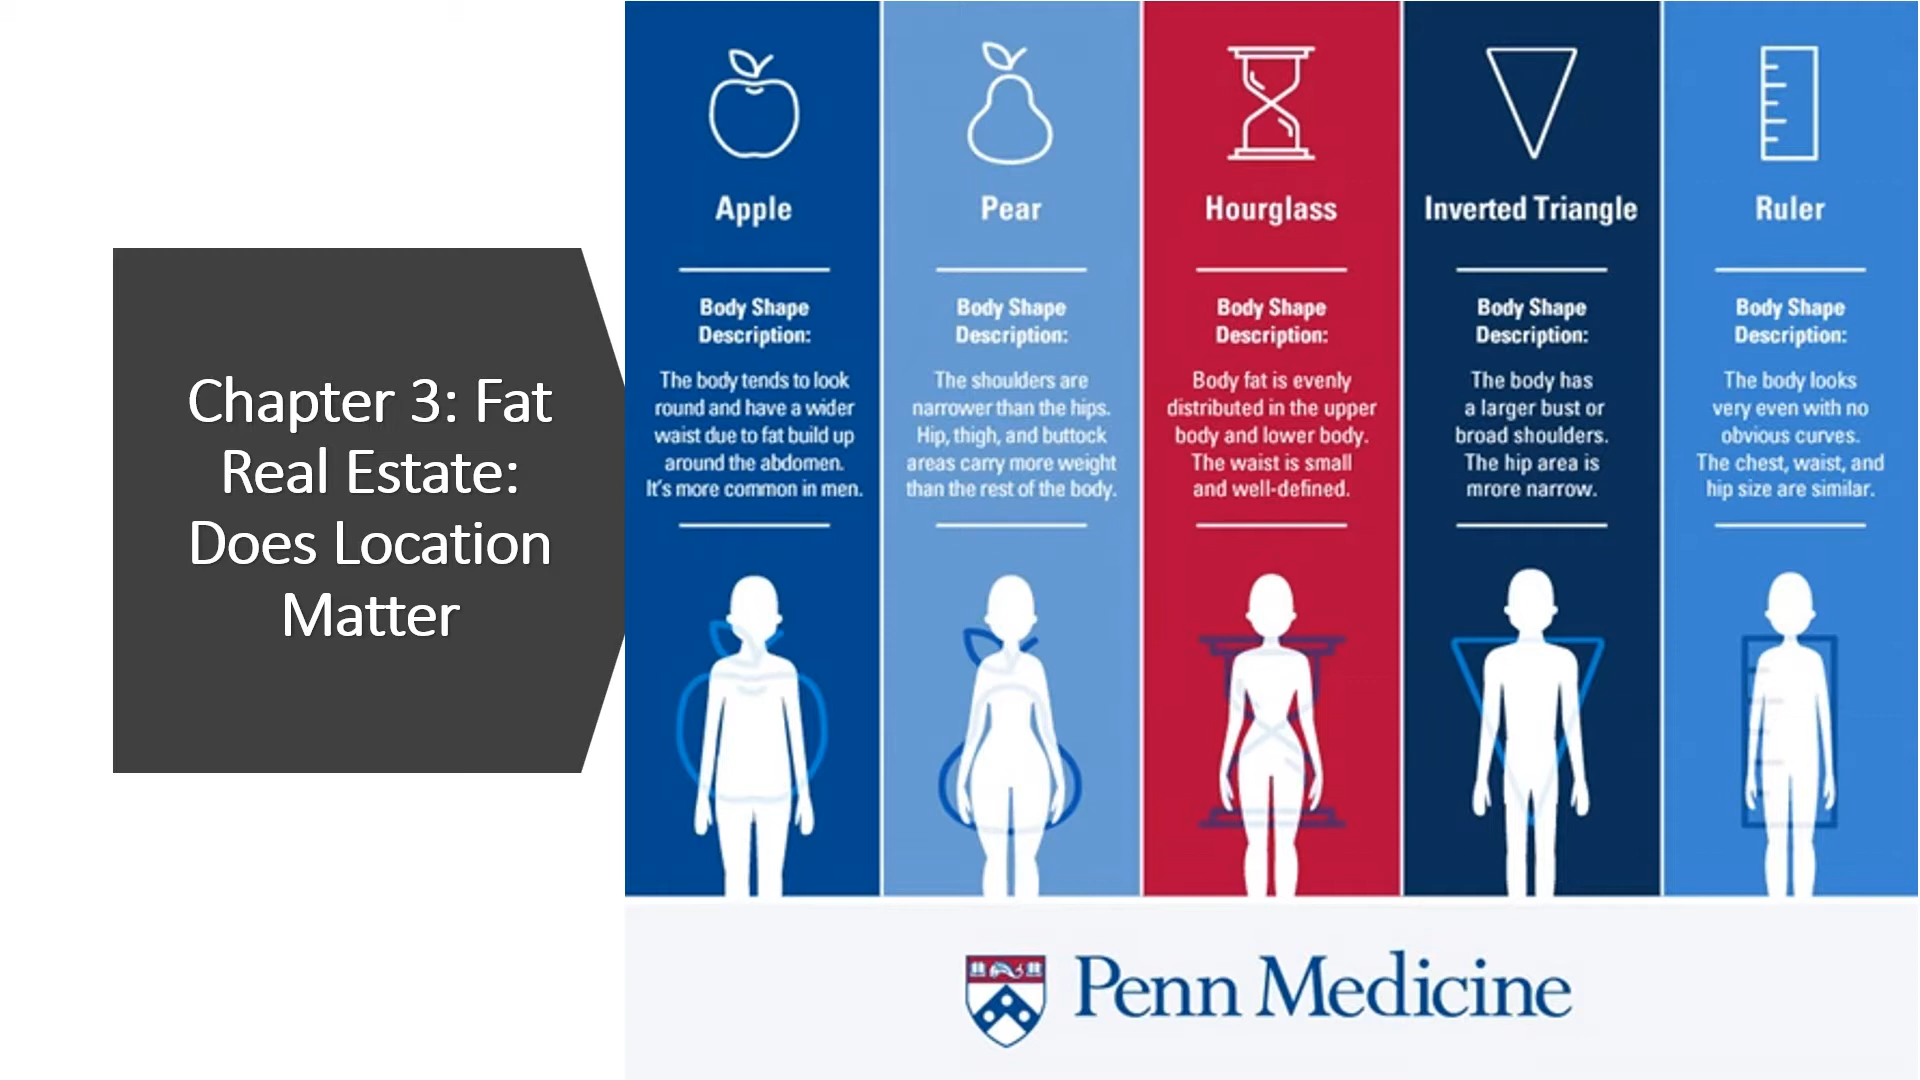 Chapter 3: Fat
Real Estate:
Does Location
Matter
Apple
Body Shape
Description:
The body tends to look
round and have a wider
waist due to fat build up
around the abdomen.
It's more common in men.
Pear
Body Shape
Description:
The shoulders are
narrower than the hips.
Hip, thigh, and buttock
areas carry more weight
than the rest of the body.
Hourglass
Body Shape
Description:
Body fat is evenly
distributed in the upper
body and lower body.
The waist is small
and well-defined.
Inverted Triangle
Body Shape
Description:
The body has
a larger bust or
broad shoulders.
The hip area is
mrore narrow.
Ruler
Body Shape
Description:
The body looks
very even with no
obvious curves.
The chest, waist, and
hip size are similar.
Penn Medicine